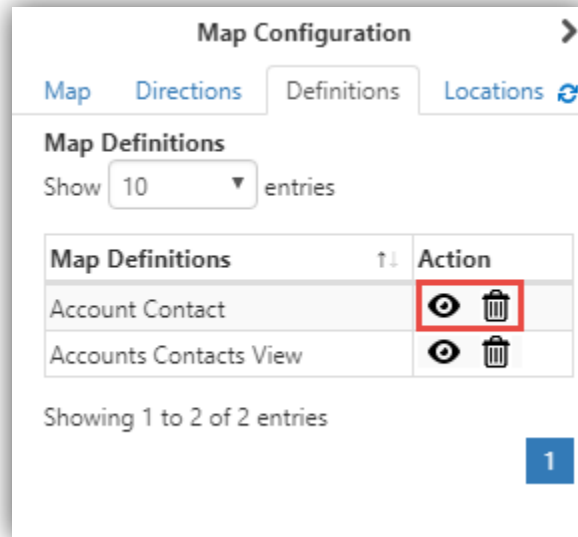 Map Configuration
Map Directions Definitions Locations
Map Definitions
Show 10 entries
Map Definitions Action
Account Contact
Accounts Contacts View
Showing 1 to 2 of 2 entries
1